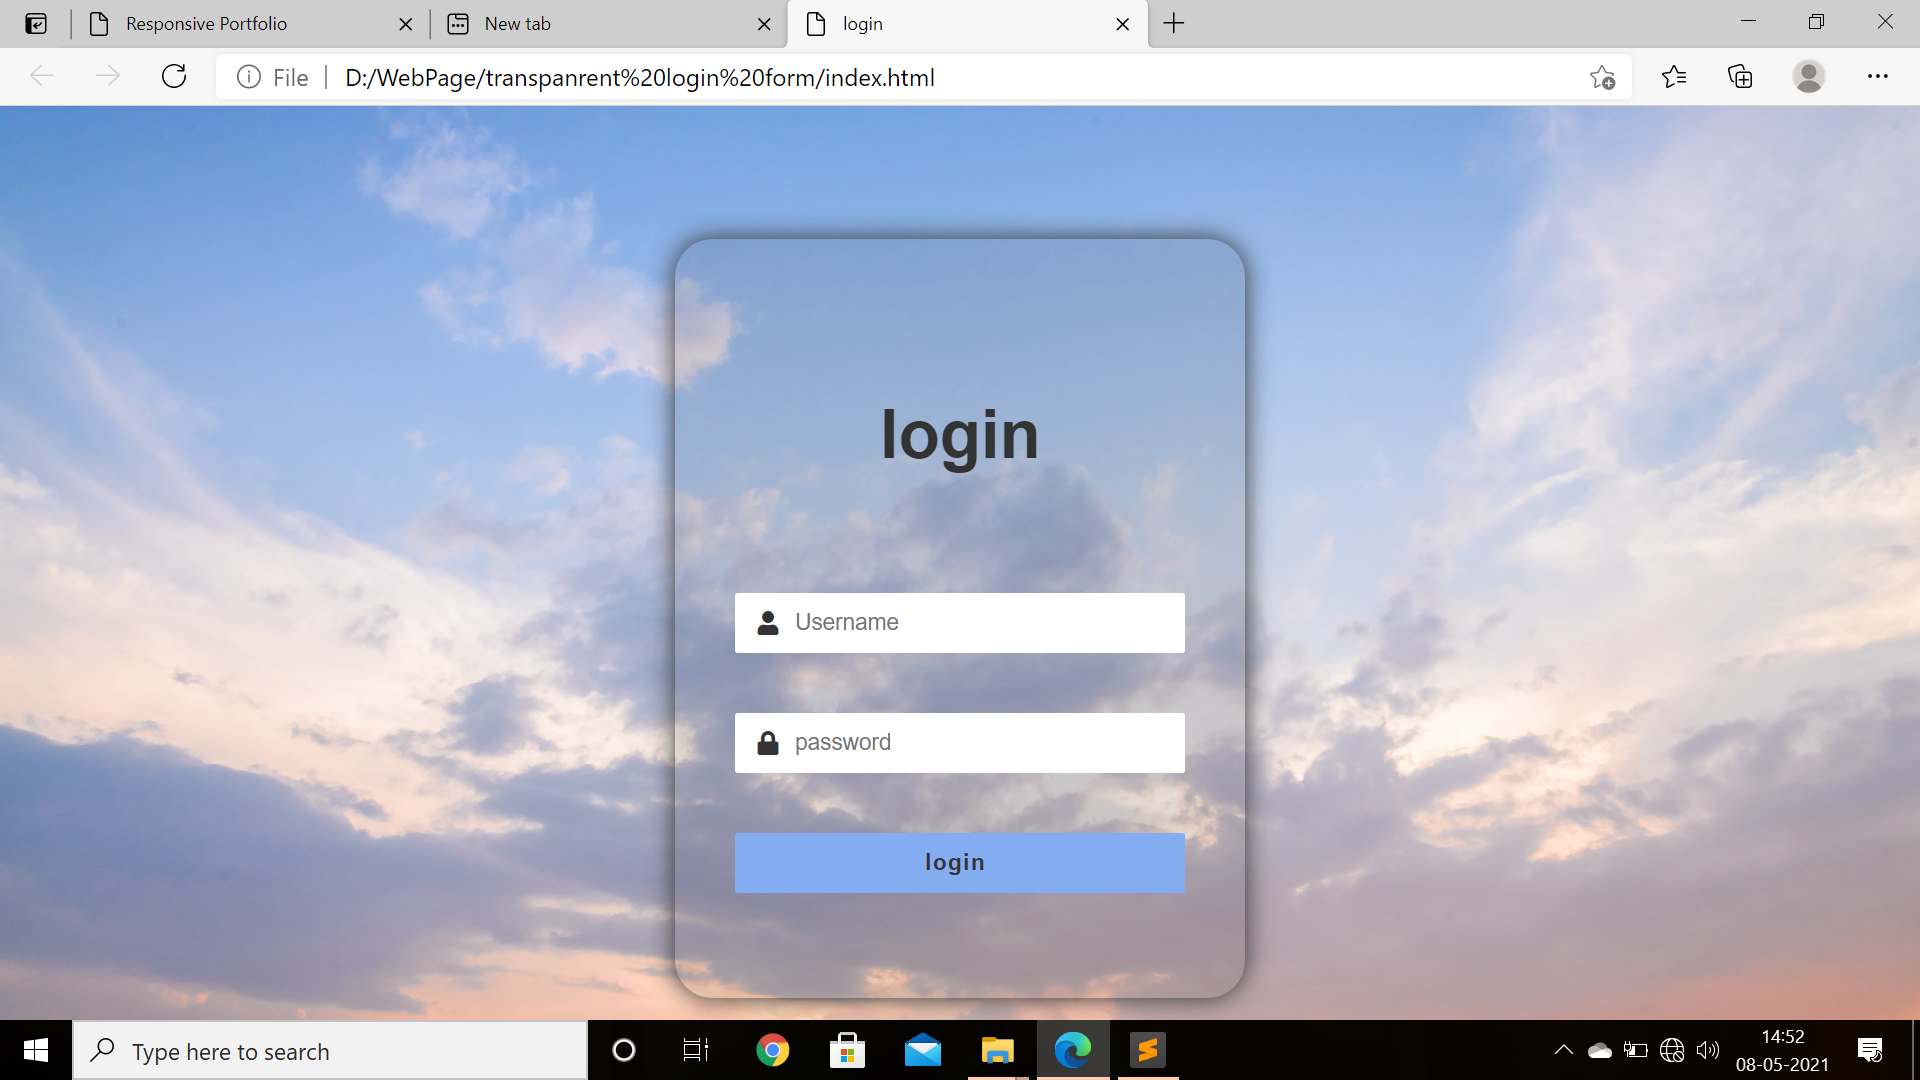 Responsive Portfolio
New tab
login
File
D:/WebPage/transpanrent%20login%20form/index.html
login
Username
password
login
Type here to search
14:52
08-05-2021